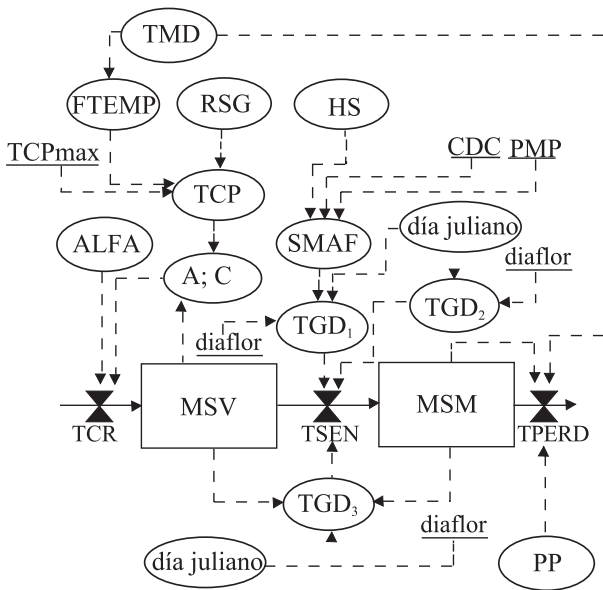 TMD
FTEMP
RSG
HS
TCPmax
CDC
PMP
TCP
ALFA
SMAF
día juliano
A; C
diaflor
TGD₂
TGD₁
diaflor
MSV
MSM
TCR
TSEN
TPERD
TGD₃
diaflor
día juliano
PP